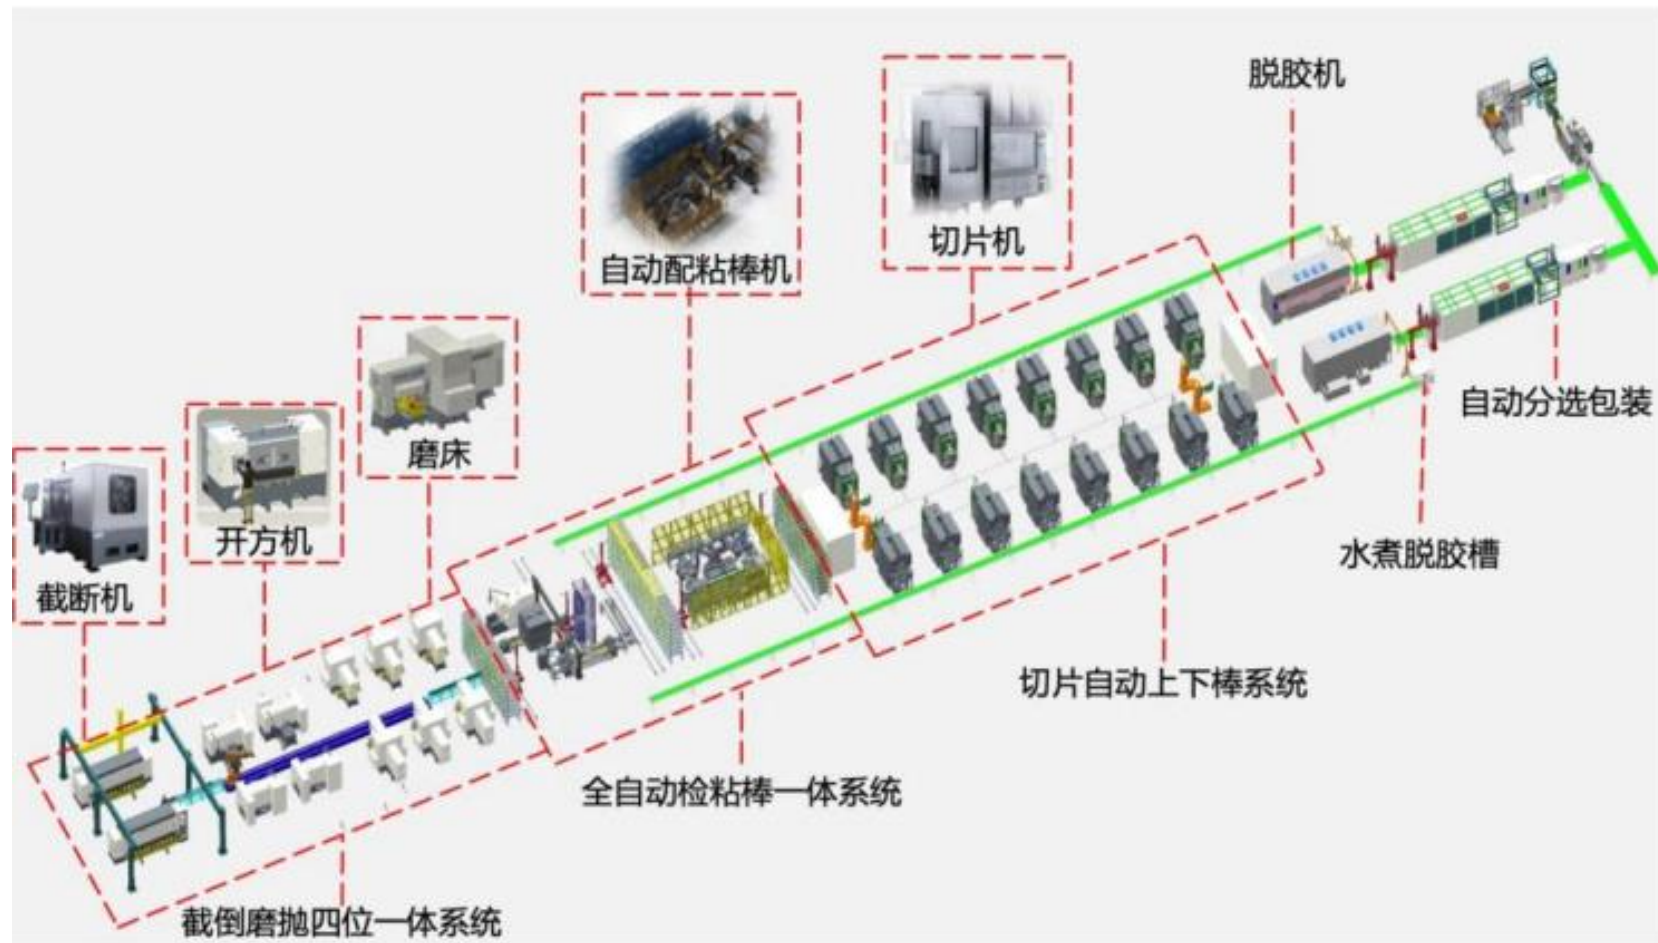 脱胶机
切片机
自动配粘棒机
自动分选包装
磨床
开方机
水煮脱胶槽
截断机
切片自动上下棒系统
全自动检粘棒一体系统
截倒磨抛四位一体系统